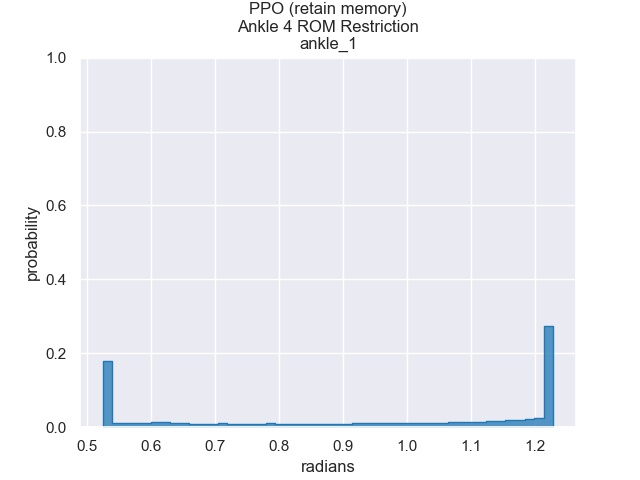 PPO (retain memory)
Ankle 4 ROM Restriction
ankle_1
1.0
0.8
0.6
0.4
0.2
0.0
probability
0.5 0.6 0.7 0.8 0.9 1.0 1.1 1.2
radians